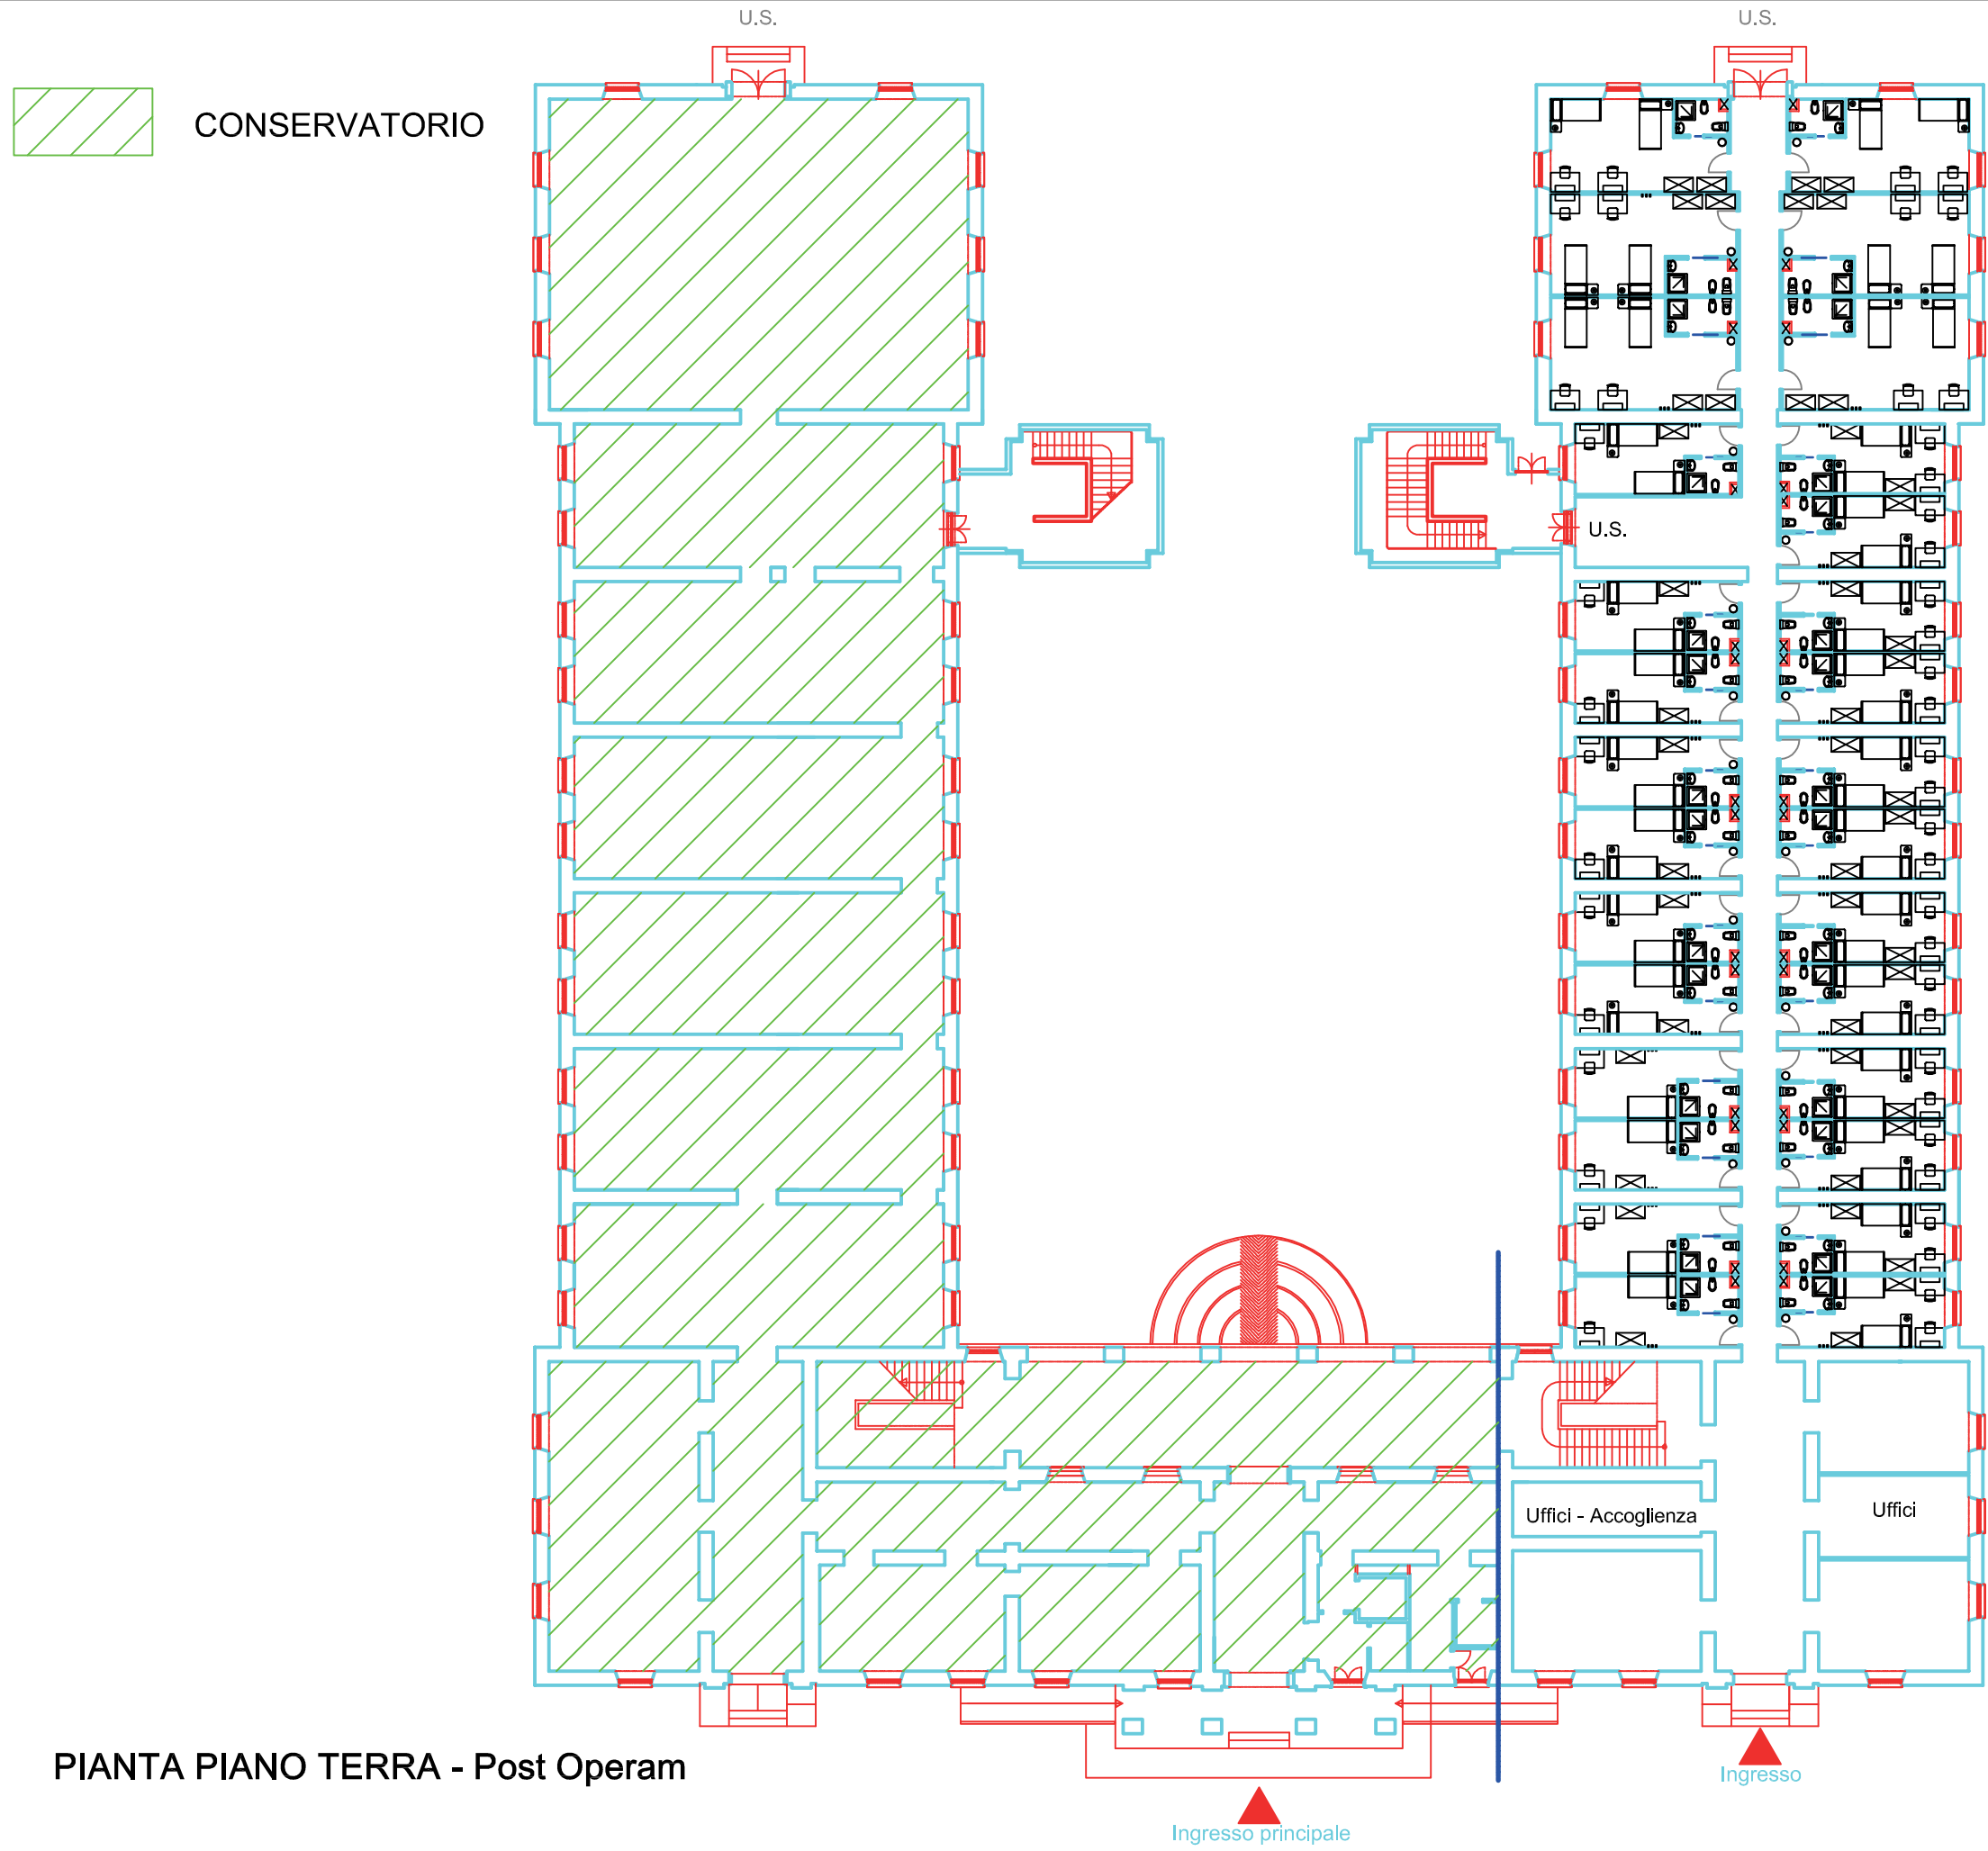 U.S.
U.S.
CONSERVATORIO
U.S.
Uffici - Accoglienza
Uffici
PIANTA PIANO TERRA - Post Operam
Ingresso
Ingresso principale